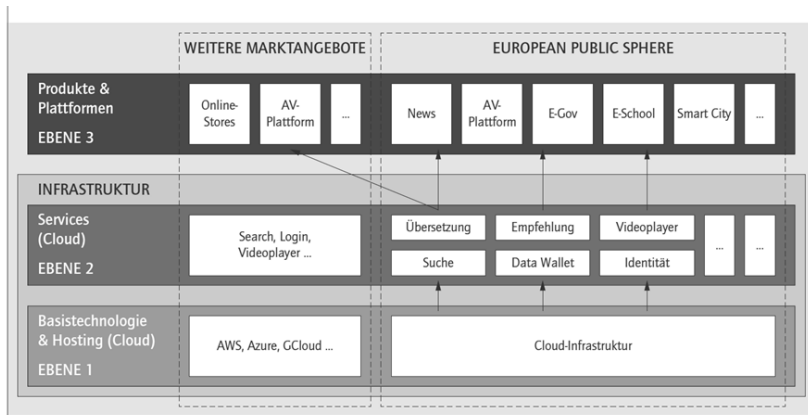 WEITERE MARKTANGEBOTE
EUROPEAN PUBLIC SPHERE
Produkte &
Plattformen
EBENE 3
Online-
Stores
AV-
Plattform
...
News
AV-
Plattform
E-Gov
E-School
Smart City
...
INFRASTRUKTUR
Services
(Cloud)
EBENE 2
Search, Login,
Videoplayer ...
Übersetzung
Empfehlung
Videoplayer
Suche
Data Wallet
Identität
...
...
Basistechnologie
& Hosting (Cloud)
EBENE 1
AWS, Azure, GCloud ...
Cloud-Infrastruktur